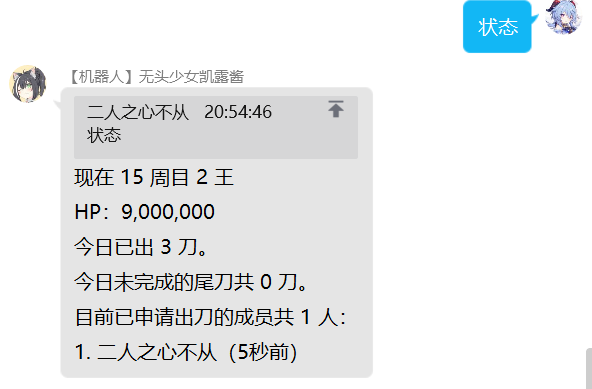 状态
【机器人】无头少女凯露酱
二人之心不从 20:54:46
状态
现在 15 周目 2 王
HP：9,000,000
今日已出 3 刀。
今日未完成的尾刀共 0 刀。
目前已申请出刀的成员共 1 人：
1. 二人之心不从（5秒前）